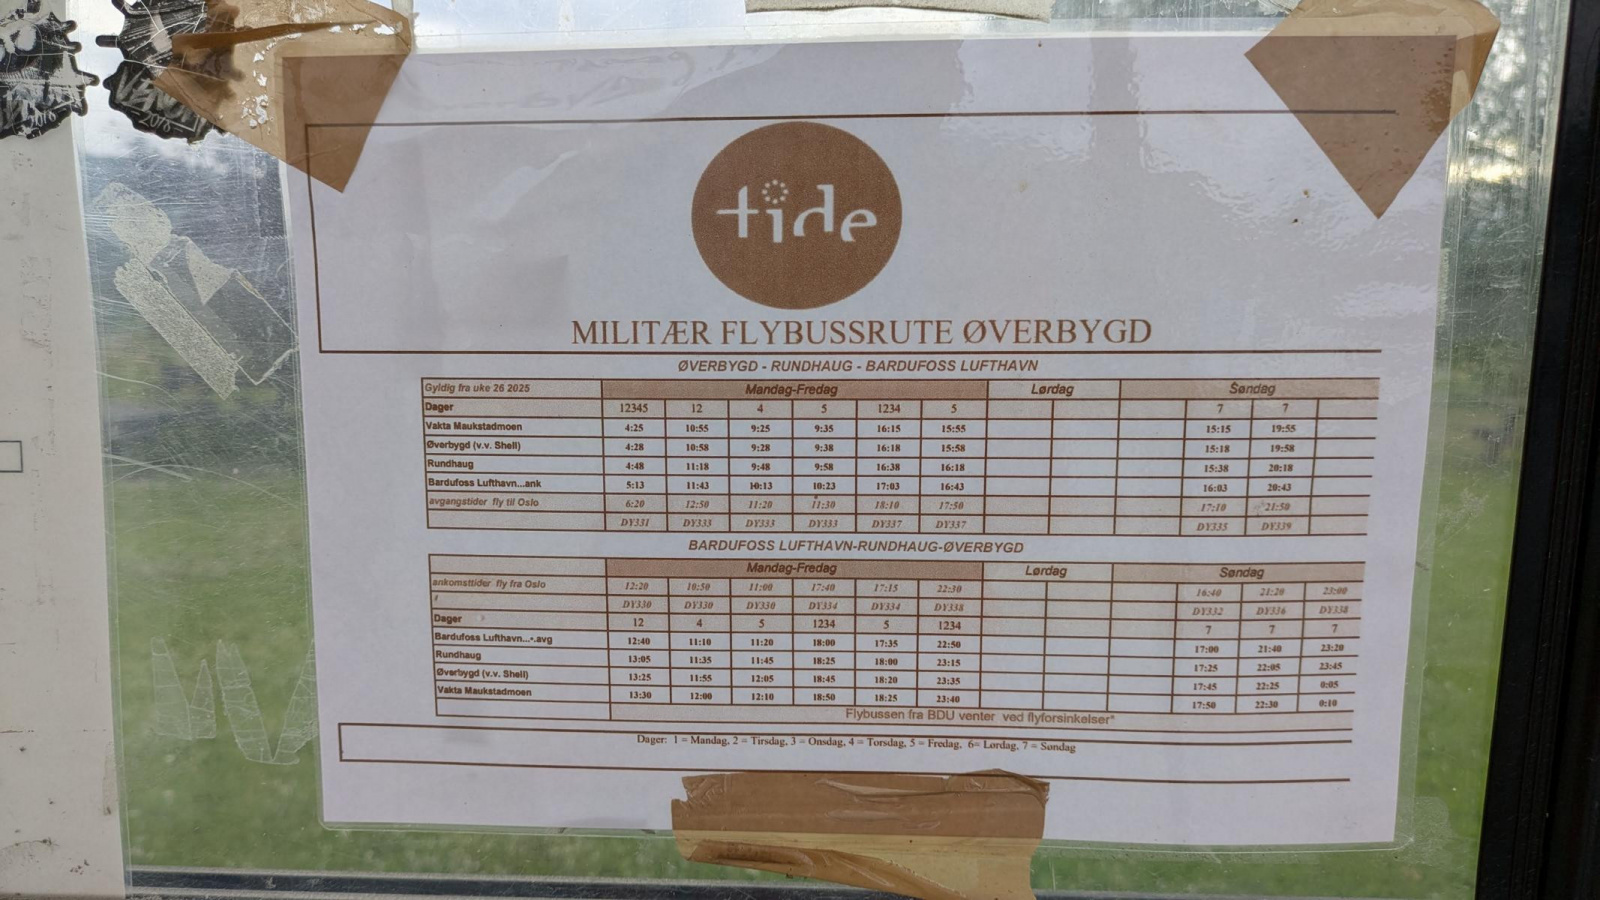 tide
MILITÆR FLYBUSSRUTE ØVERBYGD
ØVERBYGD - RUNDHAUG - BARDUFOSS LUFTHAVN
Gyldig fra uke 26 2025 Mandag-Fredag Lørdag Søndag
Dager 12345 12 4 5 1234 5 7 7
Vakta Maukstadmoen 4:25 10:55 9:25 9:35 16:15 15:55 15:15 19:55
Øverbygd (v.v. Shell) 4:28 10:58 9:28 9:38 16:18 15:58 15:18 19:58
Rundhaug 4:48 11:18 9:48 9:58 16:38 16:18 15:38 20:18
Bardufoss Lufthavn...ank 5:13 11:43 10:13 10:23 17:03 16:43 16:03 20:43
avgangstider fly til Oslo 6:20 12:50 11:20 11:30 18:10 17:50 17:10 21:50
DY331 DY333 DY333 DY333 DY337 DY337 DY335 DY339
BARDUFOSS LUFTHAVN-RUNDHAUG-ØVERBYGD
Mandag-Fredag Lørdag Søndag
ankomsttider fly fra Oslo 12:20 10:50 11:00 17:40 17:15 22:30 16:40 21:20 23:00
DY330 DY330 DY330 DY334 DY334 DY338 DY332 DY336 DY338
Dager 12 4 5 1234 5 1234 7 7 7
Bardufoss Lufthavn...-.avg 12:40 11:10 11:20 18:00 17:35 22:50 17:00 21:40 23:20
Rundhaug 13:05 11:35 11:45 18:25 18:00 23:15 17:25 22:05 23:45
Øverbygd (v.v. Shell) 13:25 11:55 12:05 18:45 18:20 23:35 17:45 22:25 0:05
Vakta Maukstadmoen 13:30 12:00 12:10 18:50 18:25 23:40 17:50 22:30 0:10
Flybussen fra BDU venter ved flyforsinkelser*
Dager: 1 = Mandag, 2 = Tirsdag, 3 = Onsdag, 4 = Torsdag, 5 = Fredag, 6= Lørdag, 7 = Søndag
2016
2016